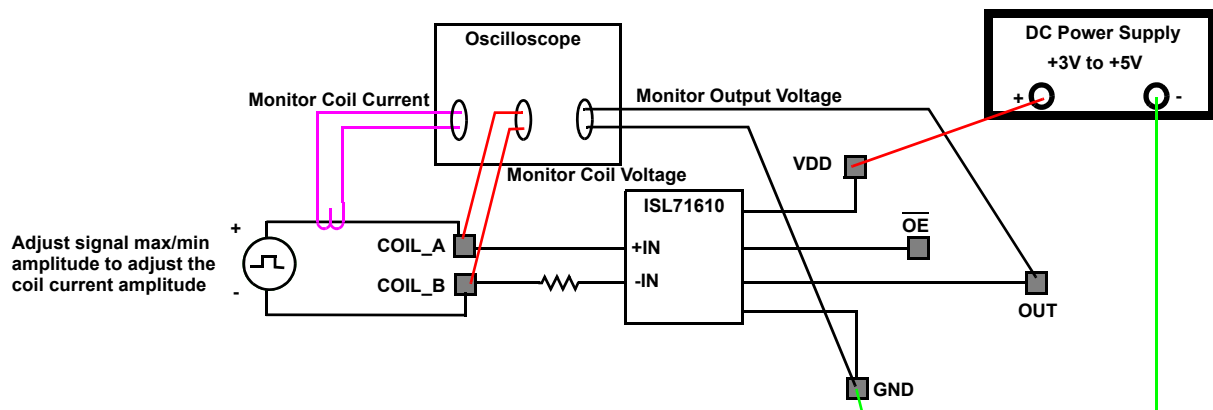 Oscilloscope
DC Power Supply
+3V to +5V
+
-
Monitor Coil Current
Monitor Output Voltage
Monitor Coil Voltage
VDD
ISL71610
OE
+
Adjust signal max/min
amplitude to adjust the
coil current amplitude
-
COIL_A
+IN
COIL_B
-IN
OUT
GND